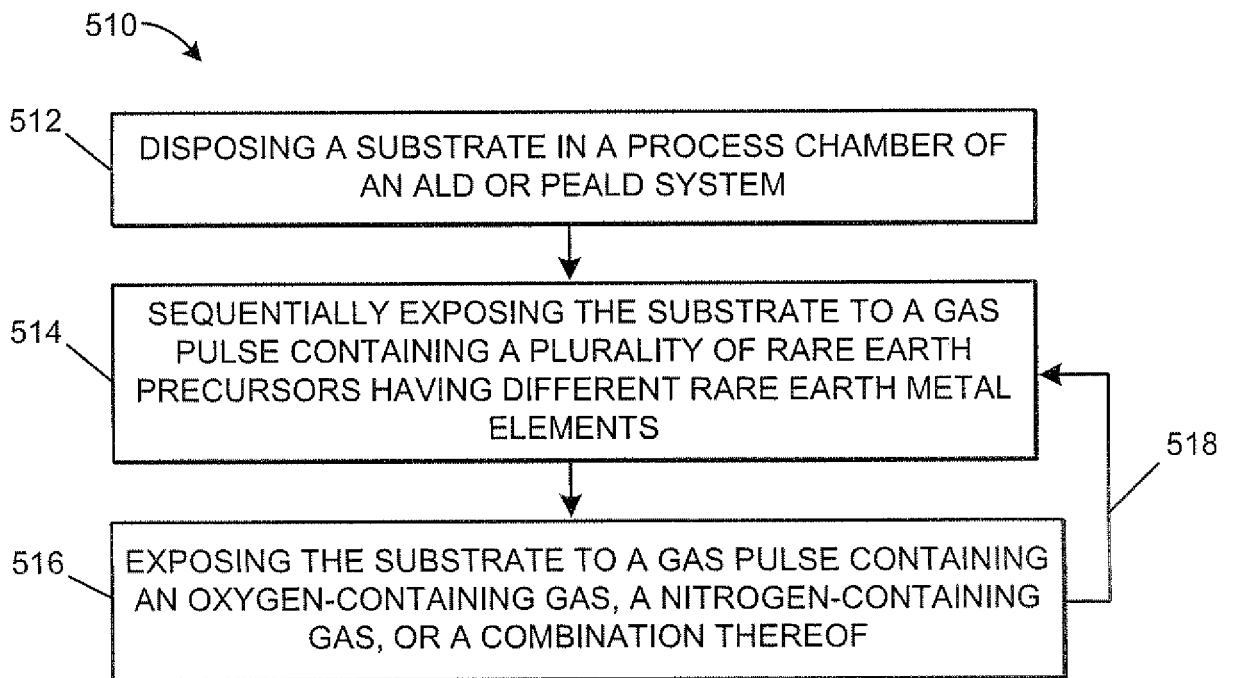 510
512
DISPOSING A SUBSTRATE IN A PROCESS CHAMBER OF
AN ALD OR PEALD SYSTEM
514
SEQUENTIALLY EXPOSING THE SUBSTRATE TO A GAS
PULSE CONTAINING A PLURALITY OF RARE EARTH
PRECURSORS HAVING DIFFERENT RARE EARTH METAL
ELEMENTS
518
516
EXPOSING THE SUBSTRATE TO A GAS PULSE CONTAINING
AN OXYGEN-CONTAINING GAS, A NITROGEN-CONTAINING
GAS, OR A COMBINATION THEREOF